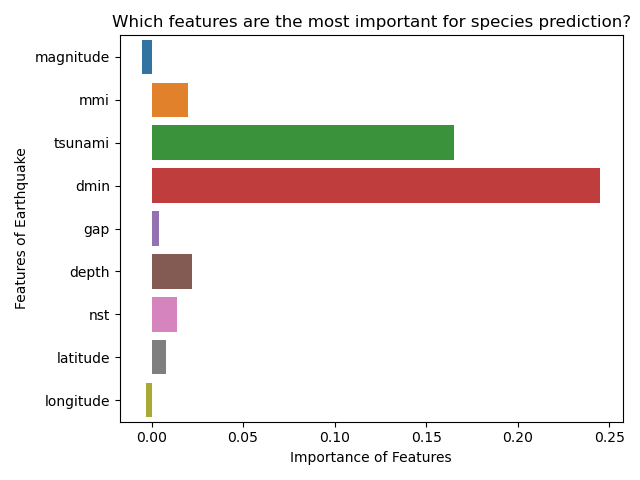 Which features are the most important for species prediction?
Features of Earthquake
magnitude
mmi
tsunami
dmin
gap
depth
nst
latitude
longitude
0.00 0.05 0.10 0.15 0.20 0.25
Importance of Features